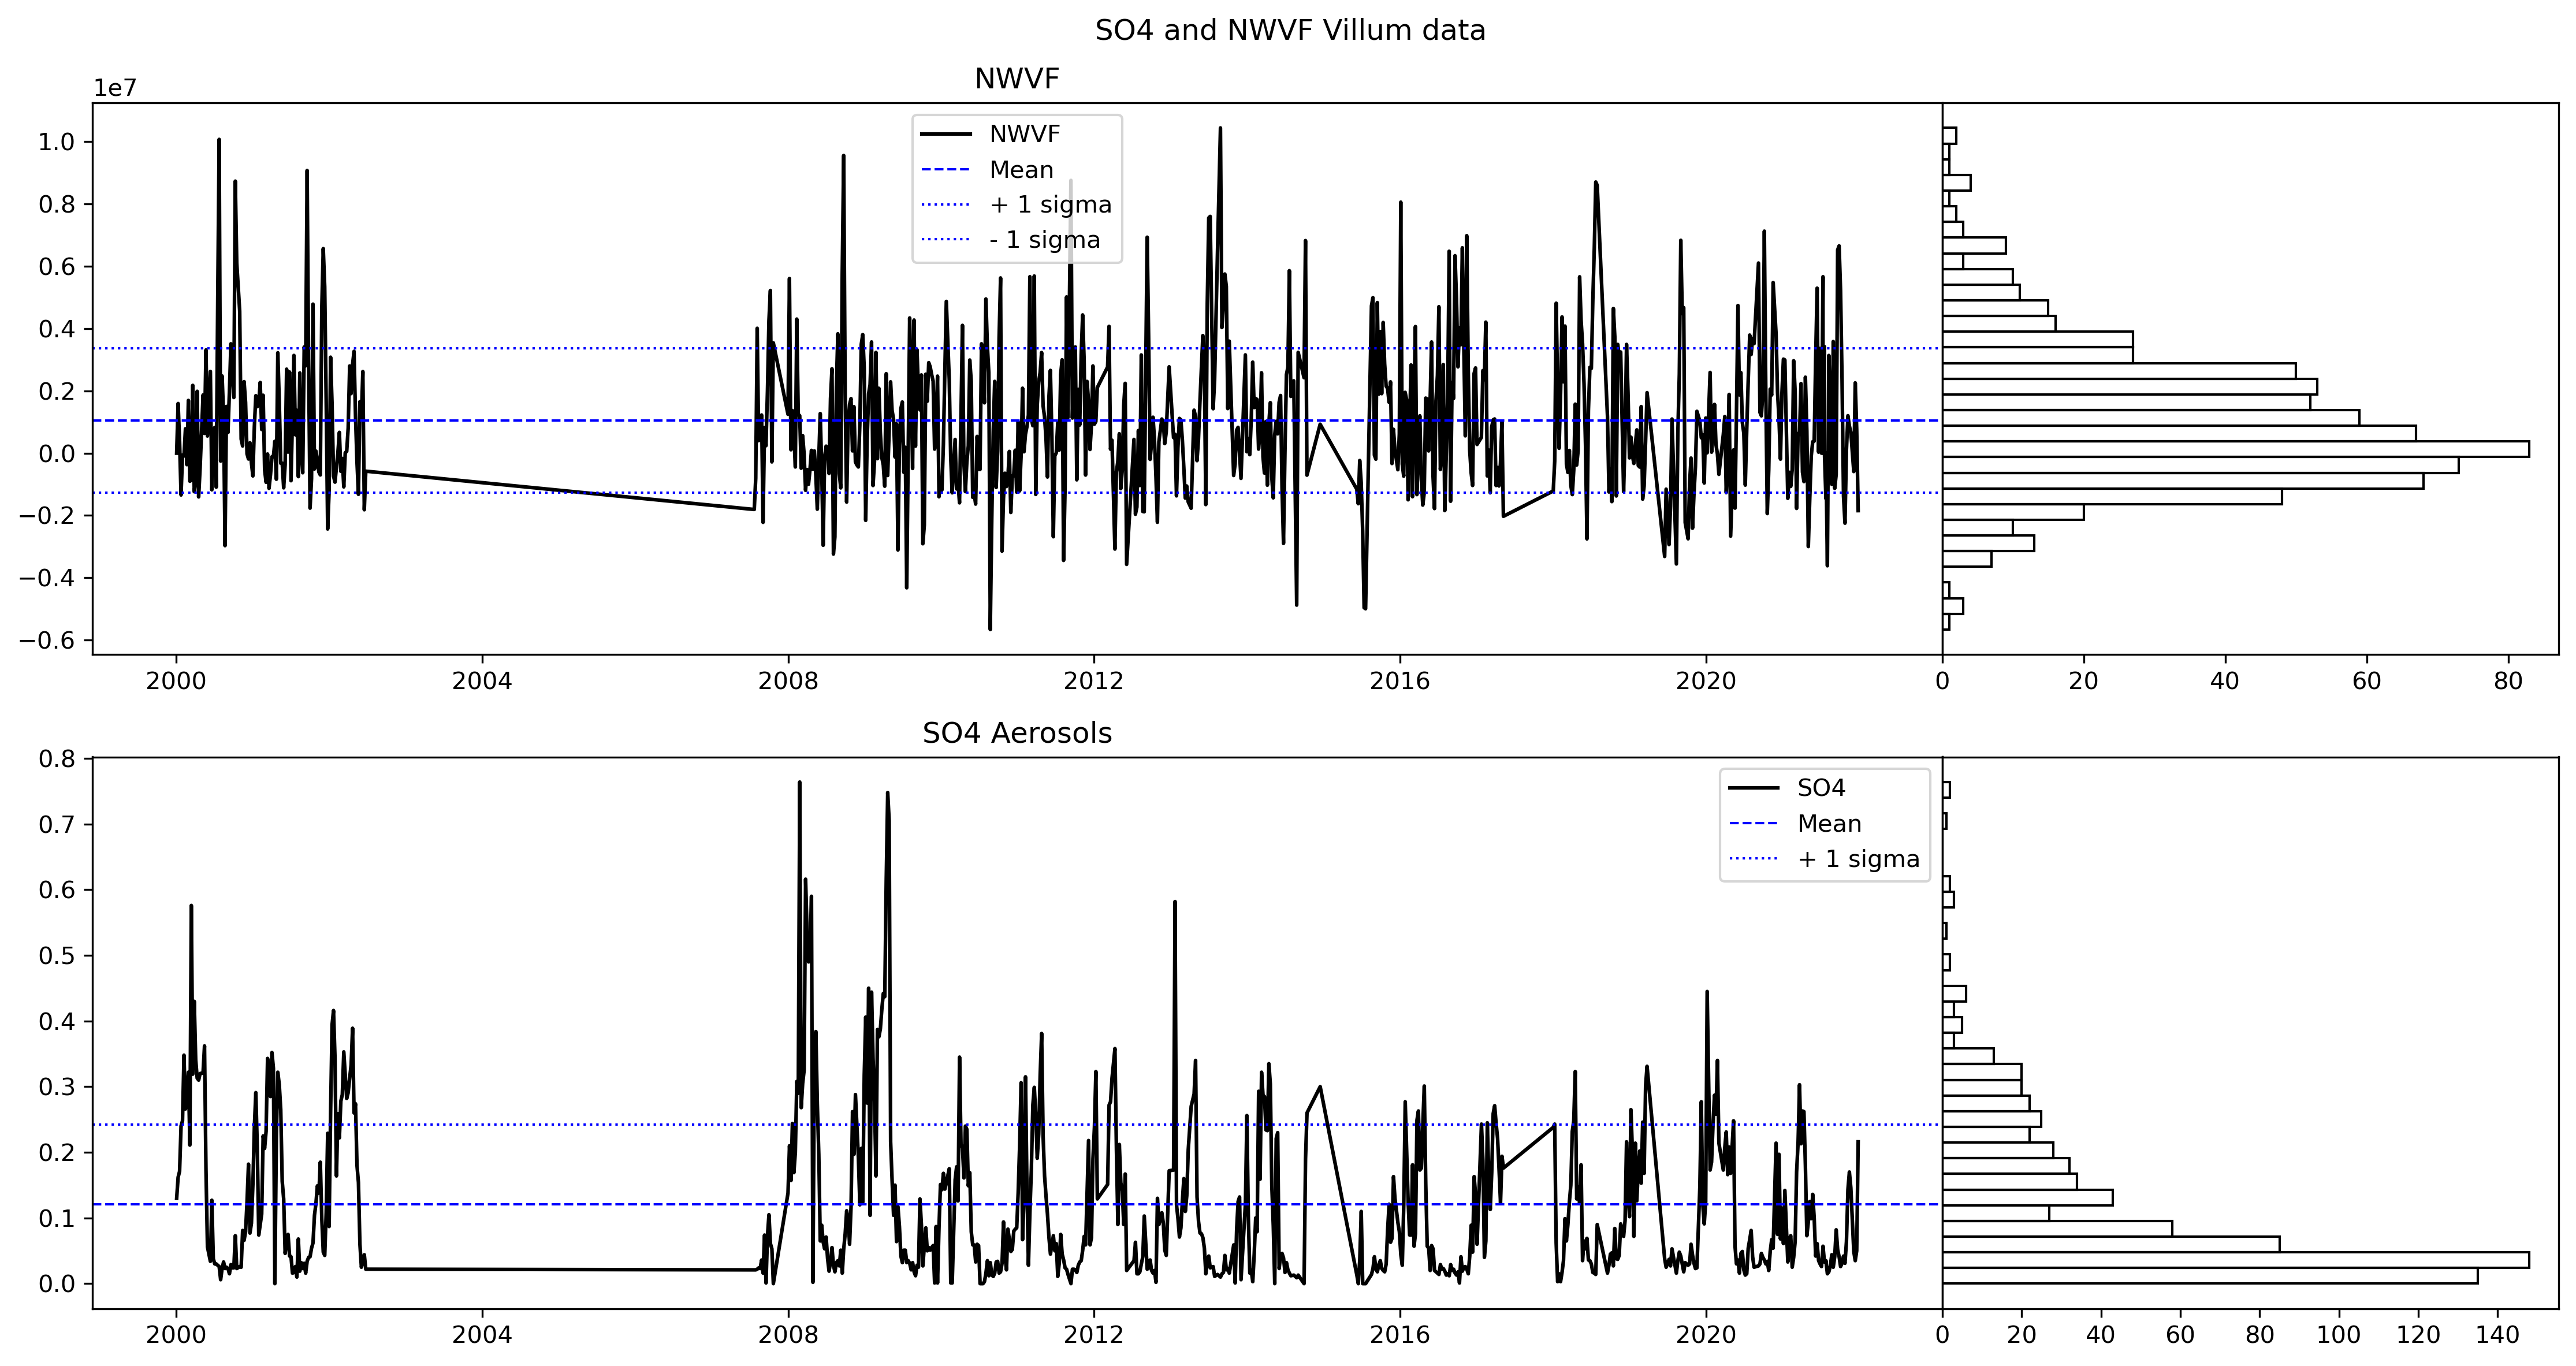 SO4 and NWVF Villum data
NWVF
1e7
NWVF
Mean
+ 1 sigma
- 1 sigma
1.0
0.8
0.6
0.4
0.2
0.0
−0.2
−0.4
−0.6
2000 2004 2008 2012 2016 2020
0 20 40 60 80
SO4 Aerosols
SO4
Mean
+ 1 sigma
0.8
0.7
0.6
0.5
0.4
0.3
0.2
0.1
0.0
2000 2004 2008 2012 2016 2020
0 20 40 60 80 100 120 140